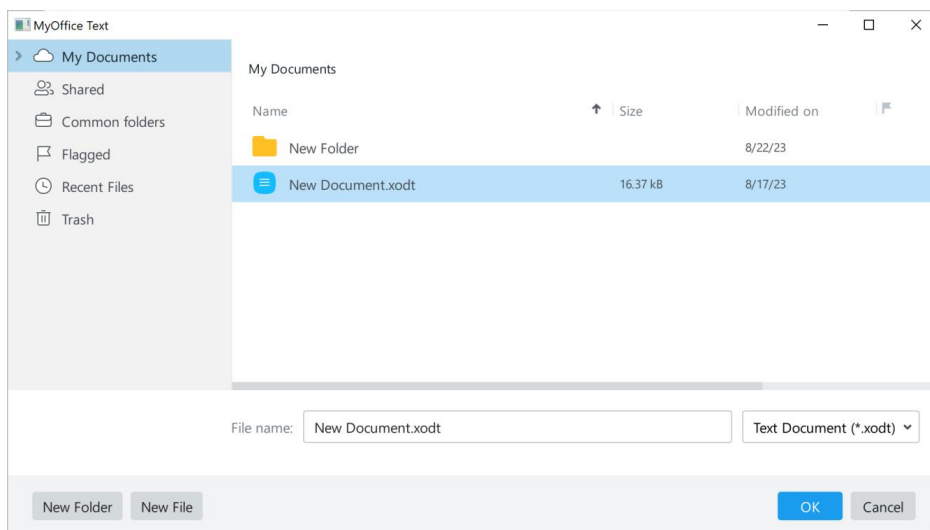 MyOffice Text
My Documents
Shared
Common folders
Flagged
Recent Files
Trash
My Documents
Name Size Modified on
New Folder 8/22/23
New Document.xodt 16.37 kB 8/17/23
File name: New Document.xodt Text Document (*.xodt)
New Folder New File OK Cancel